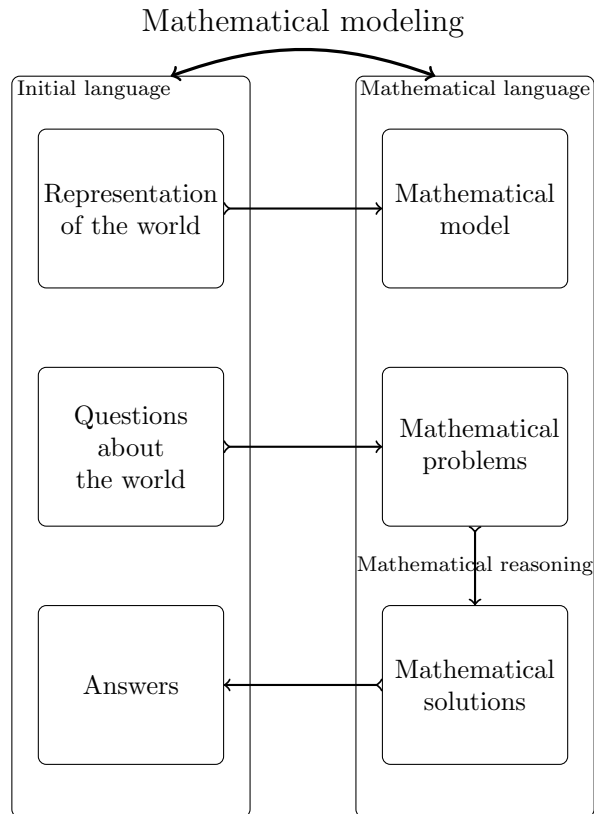 Mathematical modeling
Initial language
Mathematical language
Representation
of the world
Mathematical
model
Questions
about
the world
Mathematical
problems
Mathematical reasoning
Answers
Mathematical
solutions